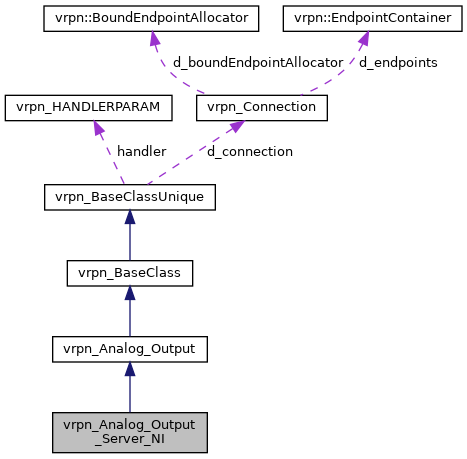 vrpn::BoundEndpointAllocator
vrpn::EndpointContainer
d_boundEndpointAllocator
d_endpoints
vrpn_HANDLERPARAM
vrpn_Connection
handler
d_connection
vrpn_BaseClassUnique
vrpn_BaseClass
vrpn_Analog_Output
vrpn_Analog_Output
_Server_NI